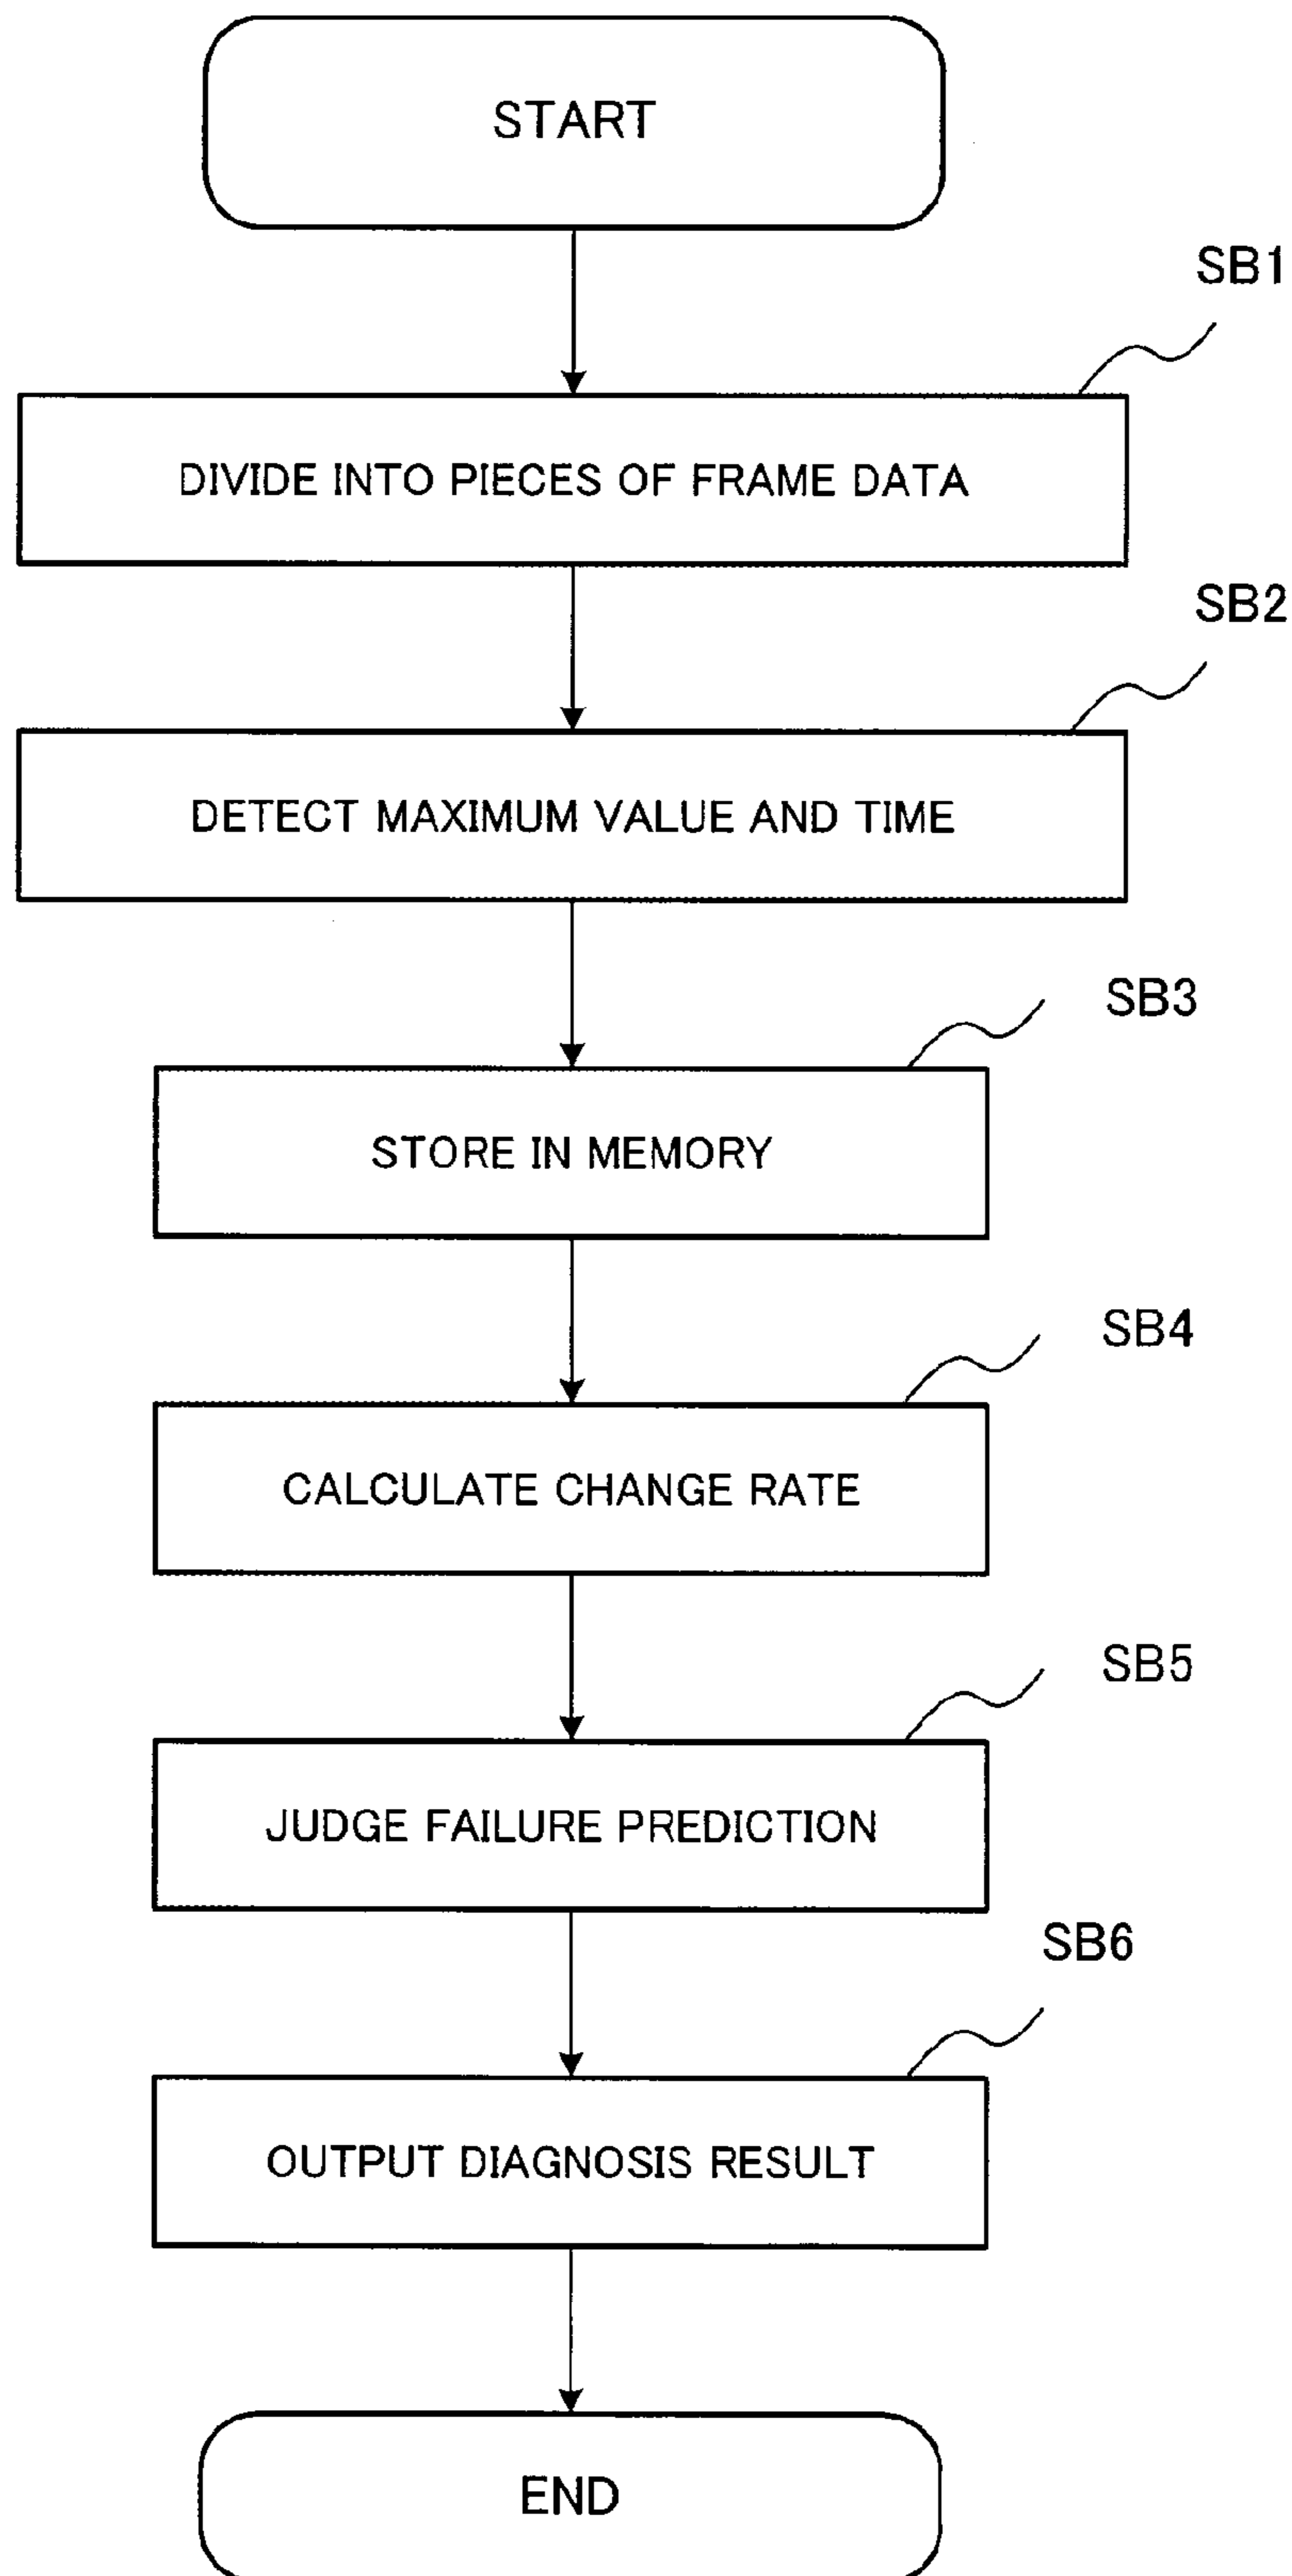 START
SB1
DIVIDE INTO PIECES OF FRAME DATA
SB2
DETECT MAXIMUM VALUE AND TIME
SB3
STORE IN MEMORY
SB4
CALCULATE CHANGE RATE
SB5
JUDGE FAILURE PREDICTION
SB6
OUTPUT DIAGNOSIS RESULT
END